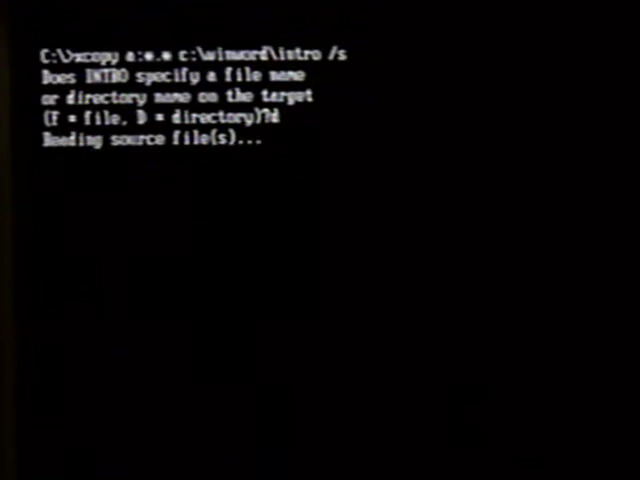 C:\>xcopy a:*.* c:\winword\intro /s
Does INTRO specify a file name
or directory name on the target
(F = file, D = directory)?d
Reading source file(s)...